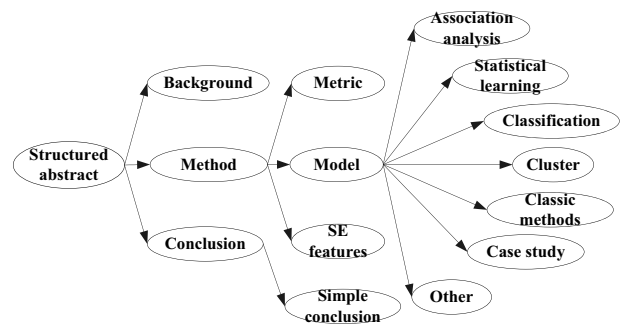 Association
analysis
Statistical
learning
Background
Metric
Classification
Structured
abstract
Method
Model
Cluster
Classic
methods
Conclusion
SE
features
Case study
Simple
conclusion
Other